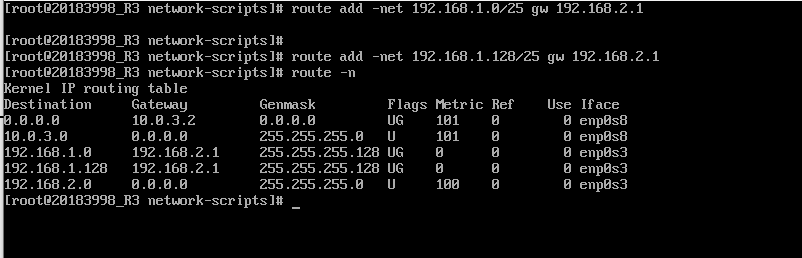 [root@20183998_R3 network-scripts]# route add -net 192.168.1.0/25 gw 192.168.2.1
[root@20183998_R3 network-scripts]#
[root@20183998_R3 network-scripts]# route add -net 192.168.1.128/25 gw 192.168.2.1
[root@20183998_R3 network-scripts]# route -n
Kernel IP routing table
Destination     Gateway         Genmask         Flags Metric Ref    Use Iface
0.0.0.0         10.0.3.2        0.0.0.0         UG    101    0        0 enp0s8
10.0.3.0        0.0.0.0         255.255.255.0   U     101    0        0 enp0s8
192.168.1.0     192.168.2.1     255.255.255.128 UG    0      0        0 enp0s3
192.168.1.128   192.168.2.1     255.255.255.128 UG    0      0        0 enp0s3
192.168.2.0     0.0.0.0         255.255.255.0   U     100    0        0 enp0s3
[root@20183998_R3 network-scripts]# _